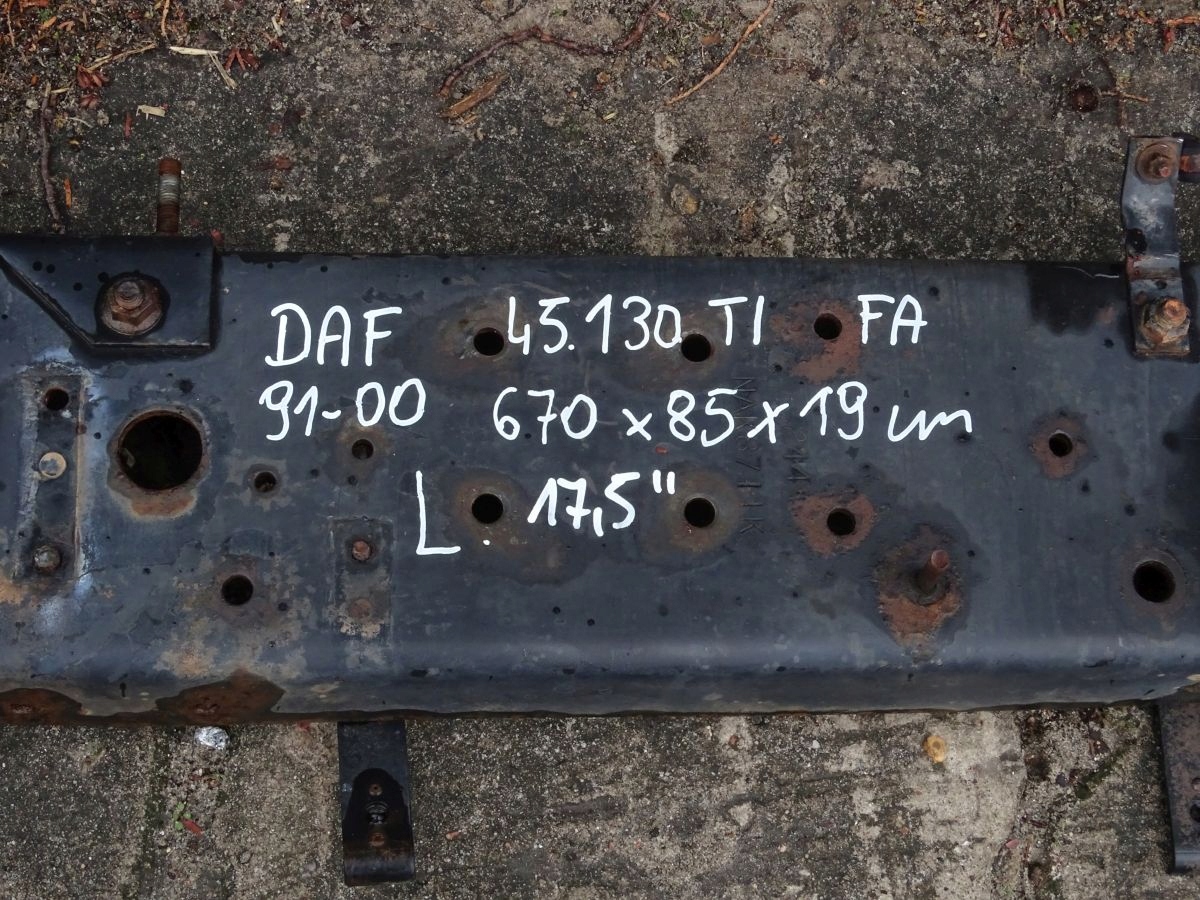 DAF 45.130 TI FA
91-00 670 x 85 x 19 cm
L. 17,5"